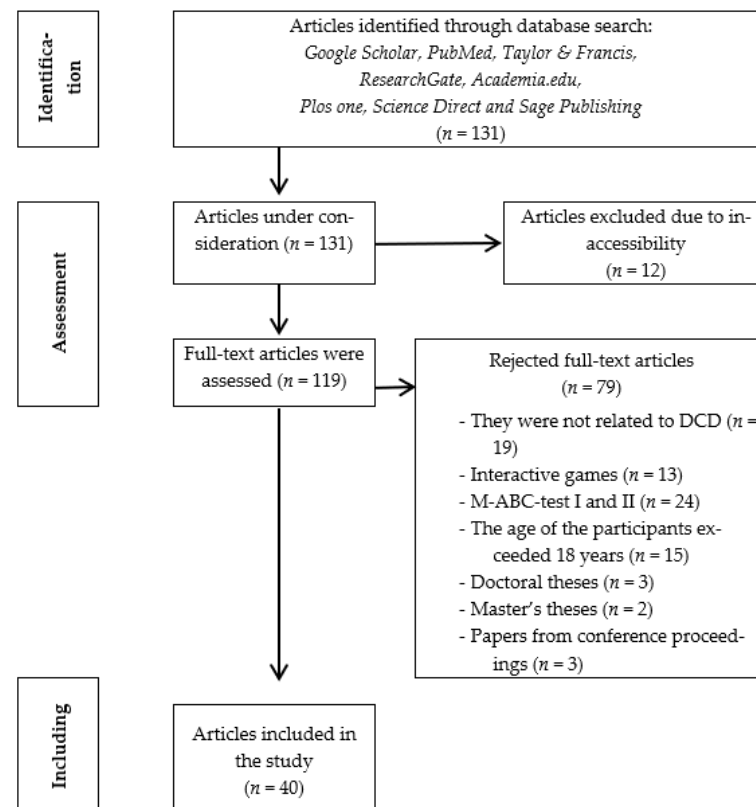 Identifica-
tion
Articles identified through database search:
Google Scholar, PubMed, Taylor & Francis,
ResearchGate, Academia.edu,
Plos one, Science Direct and Sage Publishing
(n = 131)
Assessment
Articles under con-
sideration (n = 131)
Articles excluded due to in-
accessibility
(n = 12)
Full-text articles were
assessed (n = 119)
Rejected full-text articles
(n = 79)
- They were not related to DCD (n =
19)
- Interactive games (n = 13)
- M-ABC-test I and II (n = 24)
- The age of the participants ex-
ceeded 18 years (n = 15)
- Doctoral theses (n = 3)
- Master's theses (n = 2)
- Papers from conference proceed-
ings (n = 3)
Including
Articles included in
the study
(n = 40)